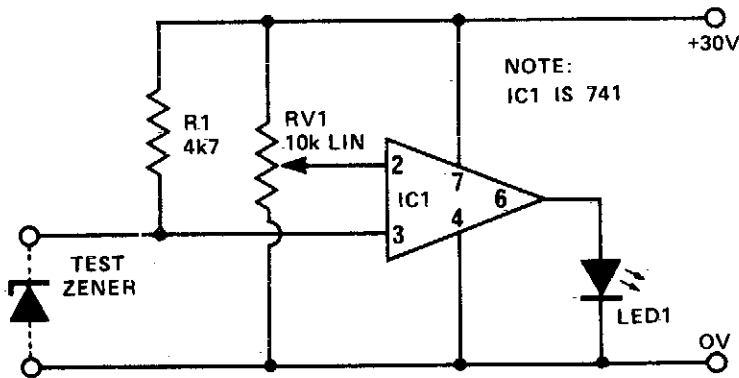 +30V
NOTE:
IC1 IS 741
R1
4k7
RV1
10k LIN
2
7
IC1
6
4
3
TEST
ZENER
LED1
0V